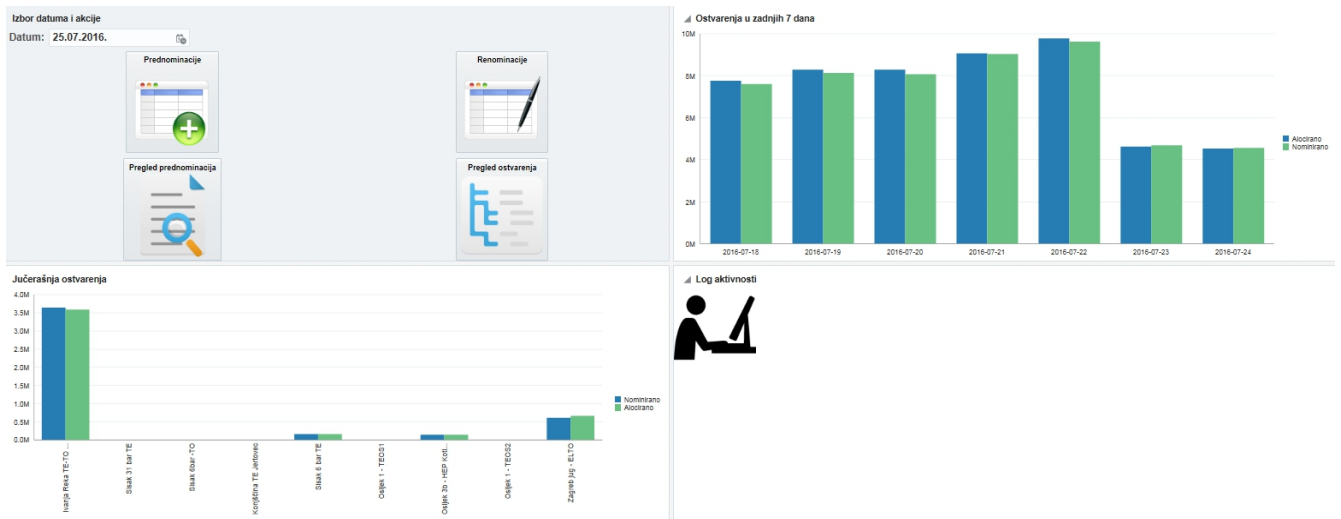 Izbor datuma i akcije
Datum: 25.07.2016.
Prednominacije
Renominacije
Pregled prednominacija
Pregled ostvarenja
Ostvarenja u zadnjih 7 dana
10M
8M
6M
4M
2M
0M
2016-07-18
2016-07-19
2016-07-20
2016-07-21
2016-07-22
2016-07-23
2016-07-24
Alocirano
Nominirano
Jučerašnja ostvarenja
4.0M
3.5M
3.0M
2.5M
2.0M
1.5M
1.0M
0.5M
0.0M
Ivanja Reka TE-TO ...
Sisak 31 bar TE
Sisak 6bar -TO
Konjščina TE Jertovec
Sisak 6 bar TE
Osijek 1 - TEOS1
Osijek 3b - HEP Kotl...
Osijek 1 - TEOS2
Zagreb jug - ELTO
Nominirano
Alocirano
Log aktivnosti